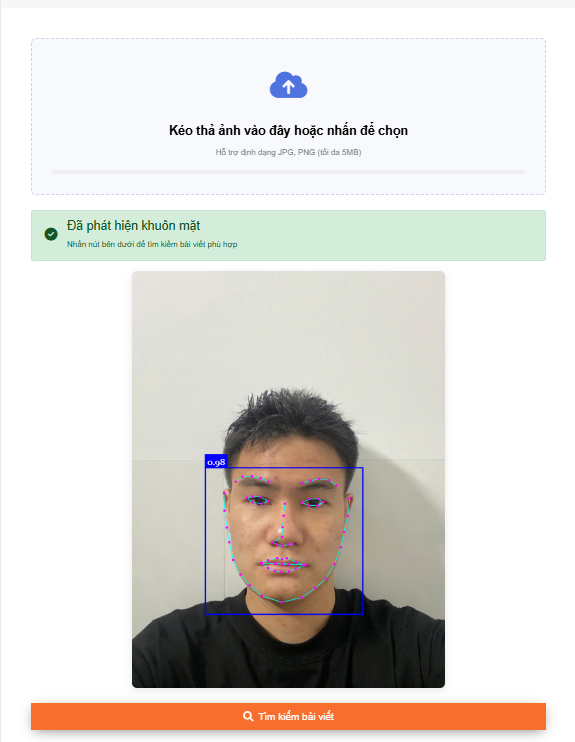 Kéo thả ảnh vào đây hoặc nhấn để chọn
Hỗ trợ định dạng JPG, PNG (tối đa 5MB)
Đã phát hiện khuôn mặt
Nhấn nút bên dưới để tìm kiếm bài viết phù hợp
0.98
Tìm kiếm bài viết